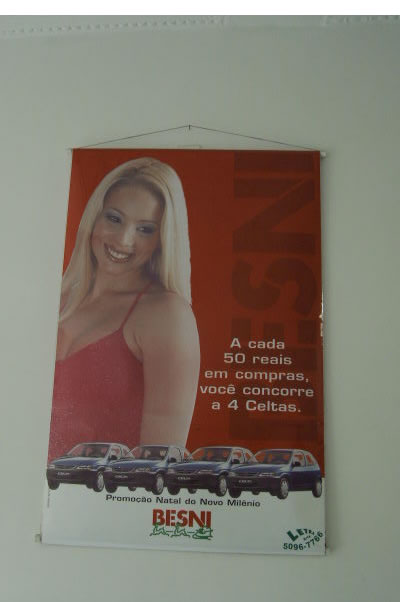 BESNI
A cada
50 reais
em compras,
você concorre
a 4 Celtas.
Promoção Natal do Novo Milênio
BESNI
5096-7766